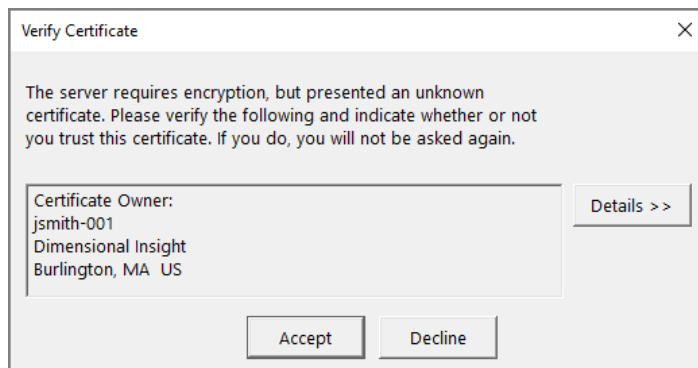 Verify Certificate
The server requires encryption, but presented an unknown
certificate. Please verify the following and indicate whether or not
you trust this certificate. If you do, you will not be asked again.
Certificate Owner:
jsmith-001
Dimensional Insight
Burlington, MA  US
Details >>
Accept
Decline